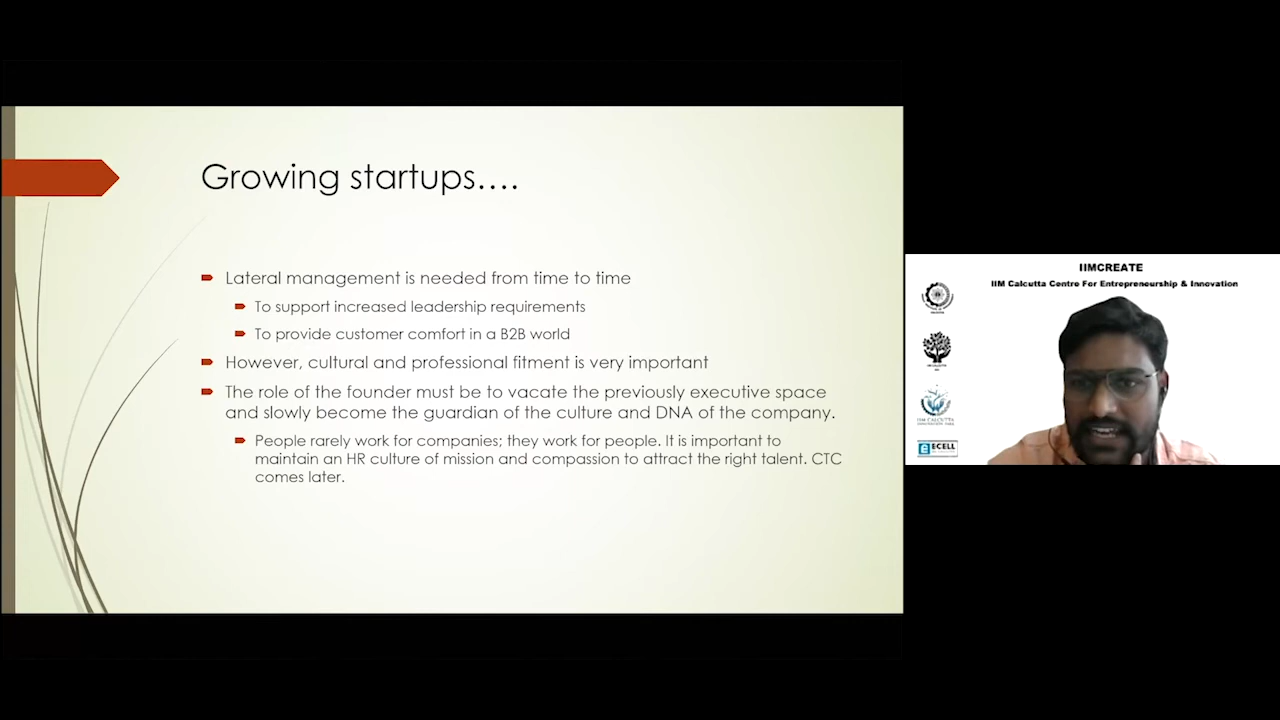 Growing startups....
Lateral management is needed from time to time
To support increased leadership requirements
To provide customer comfort in a B2B world
However, cultural and professional fitment is very important
The role of the founder must be to vacate the previously executive space
and slowly become the guardian of the culture and DNA of the company.
People rarely work for companies; they work for people. It is important to
maintain an HR culture of mission and compassion to attract the right talent. CTC
comes later.
IIMCREATE
IIM Calcutta Centre For Entrepreneurship & Innovation
ECELL